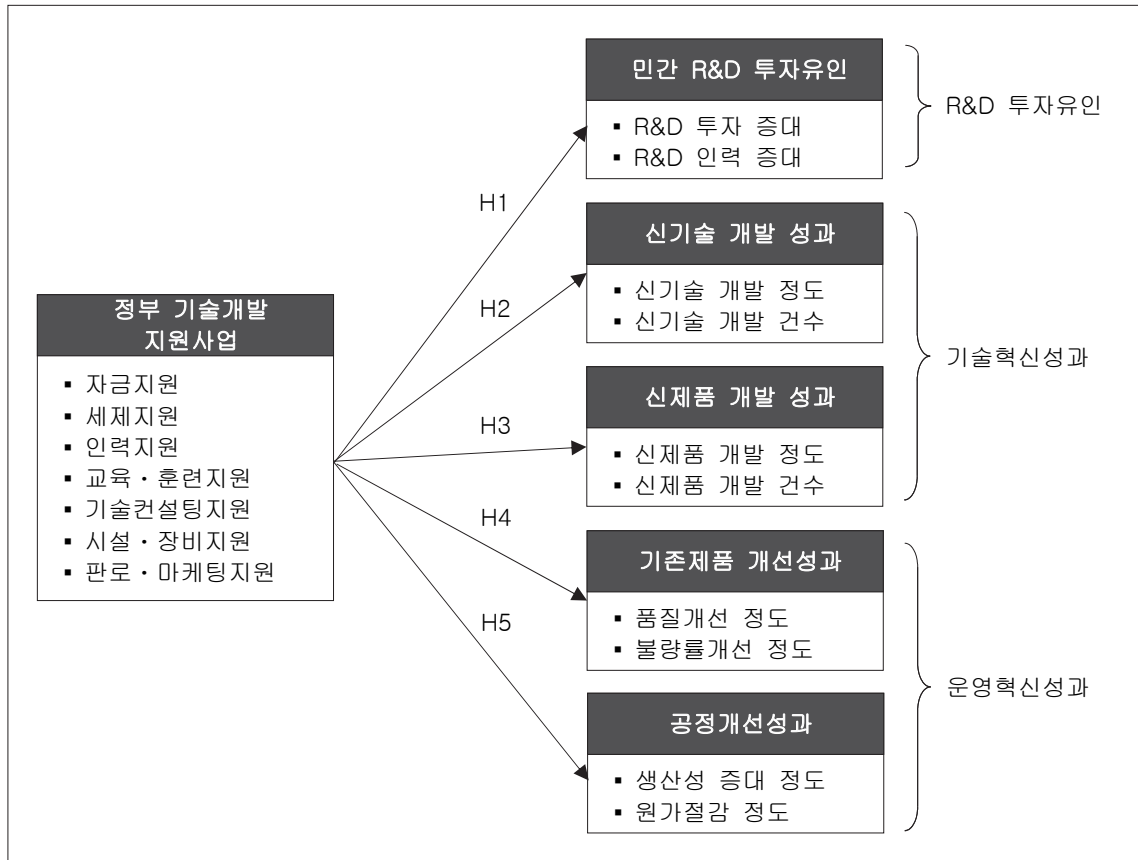 정부 기술개발
지원사업
▪ 자금지원
▪ 세제지원
▪ 인력지원
▪ 교육・훈련지원
▪ 기술컨설팅지원
▪ 시설・장비지원
▪ 판로・마케팅지원
H1
H2
H3
H4
H5
민간 R&D 투자유인
▪ R&D 투자 증대
▪ R&D 인력 증대
신기술 개발 성과
▪ 신기술 개발 정도
▪ 신기술 개발 건수
신제품 개발 성과
▪ 신제품 개발 정도
▪ 신제품 개발 건수
기존제품 개선성과
▪ 품질개선 정도
▪ 불량률개선 정도
공정개선성과
▪ 생산성 증대 정도
▪ 원가절감 정도
R&D 투자유인
기술혁신성과
운영혁신성과